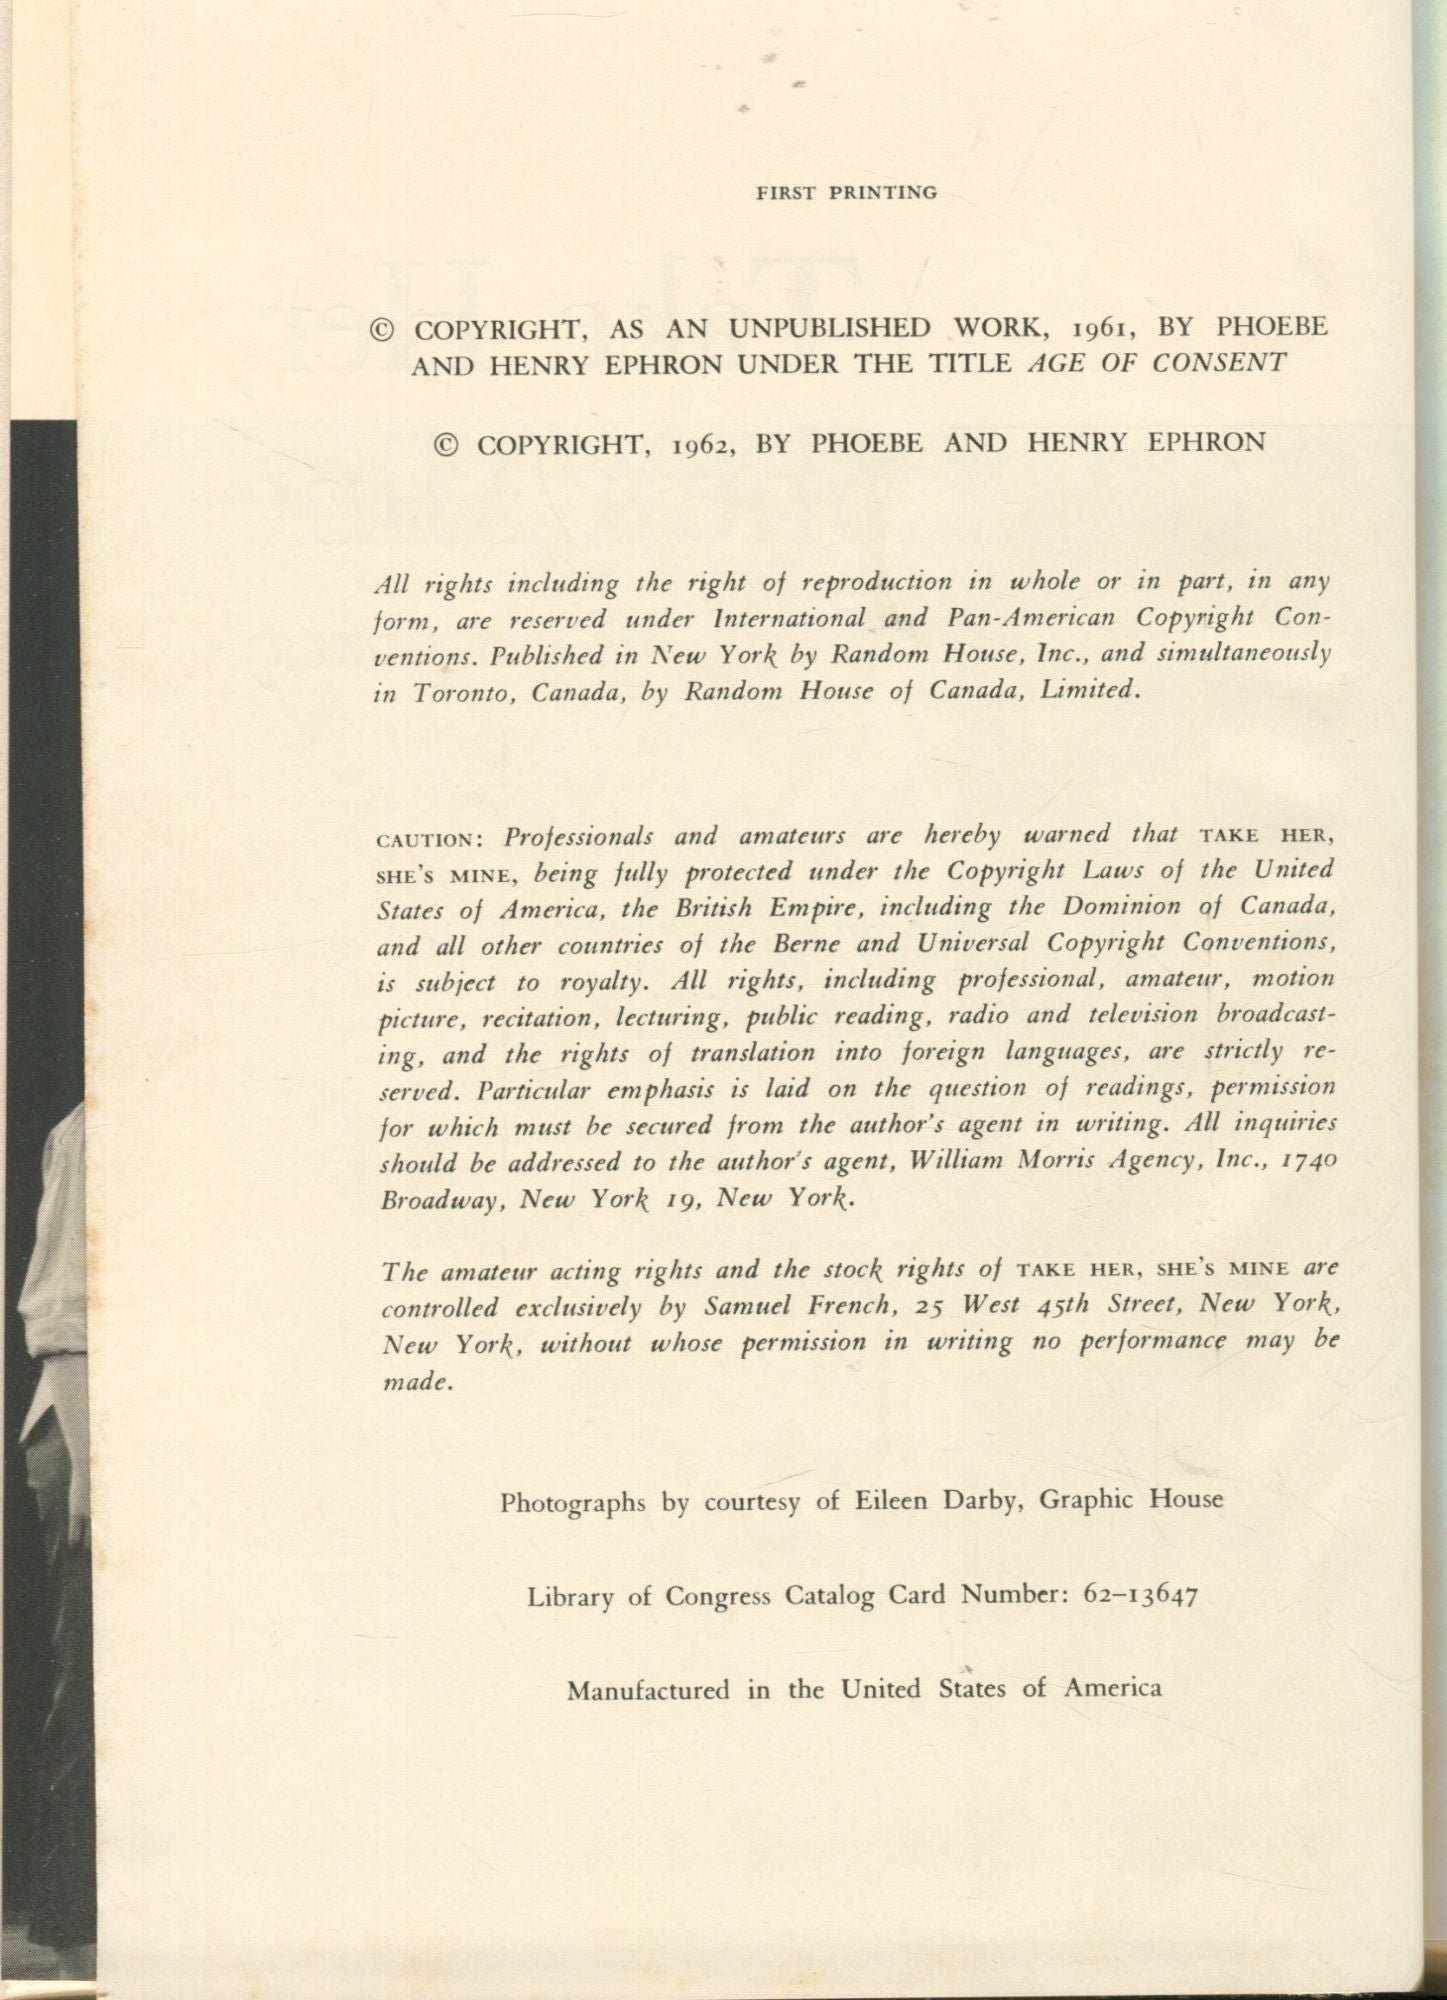 FIRST PRINTING
© COPYRIGHT, AS AN UNPUBLISHED WORK, 1961, BY PHOEBE
AND HENRY EPHRON UNDER THE TITLE AGE OF CONSENT
© COPYRIGHT, 1962, BY PHOEBE AND HENRY EPHRON
All rights including the right of reproduction in whole or in part, in any
form, are reserved under International and Pan-American Copyright Con-
ventions. Published in New York by Random House, Inc., and simultaneously
in Toronto, Canada, by Random House of Canada, Limited.
CAUTION: Professionals and amateurs are hereby warned that TAKE HER,
SHE'S MINE, being fully protected under the Copyright Laws of the United
States of America, the British Empire, including the Dominion of Canada,
and all other countries of the Berne and Universal Copyright Conventions,
is subject to royalty. All rights, including professional, amateur, motion
picture, recitation, lecturing, public reading, radio and television broadcast-
ing, and the rights of translation into foreign languages, are strictly re-
served. Particular emphasis is laid on the question of readings, permission
for which must be secured from the author's agent in writing. All inquiries
should be addressed to the author's agent, William Morris Agency, Inc., 1740
Broadway, New York 19, New York.
The amateur acting rights and the stock rights of TAKE HER, SHE'S MINE are
controlled exclusively by Samuel French, 25 West 45th Street, New York,
New York, without whose permission in writing no performance may be
made.
Photographs by courtesy of Eileen Darby, Graphic House
Library of Congress Catalog Card Number: 62–13647
Manufactured in the United States of America